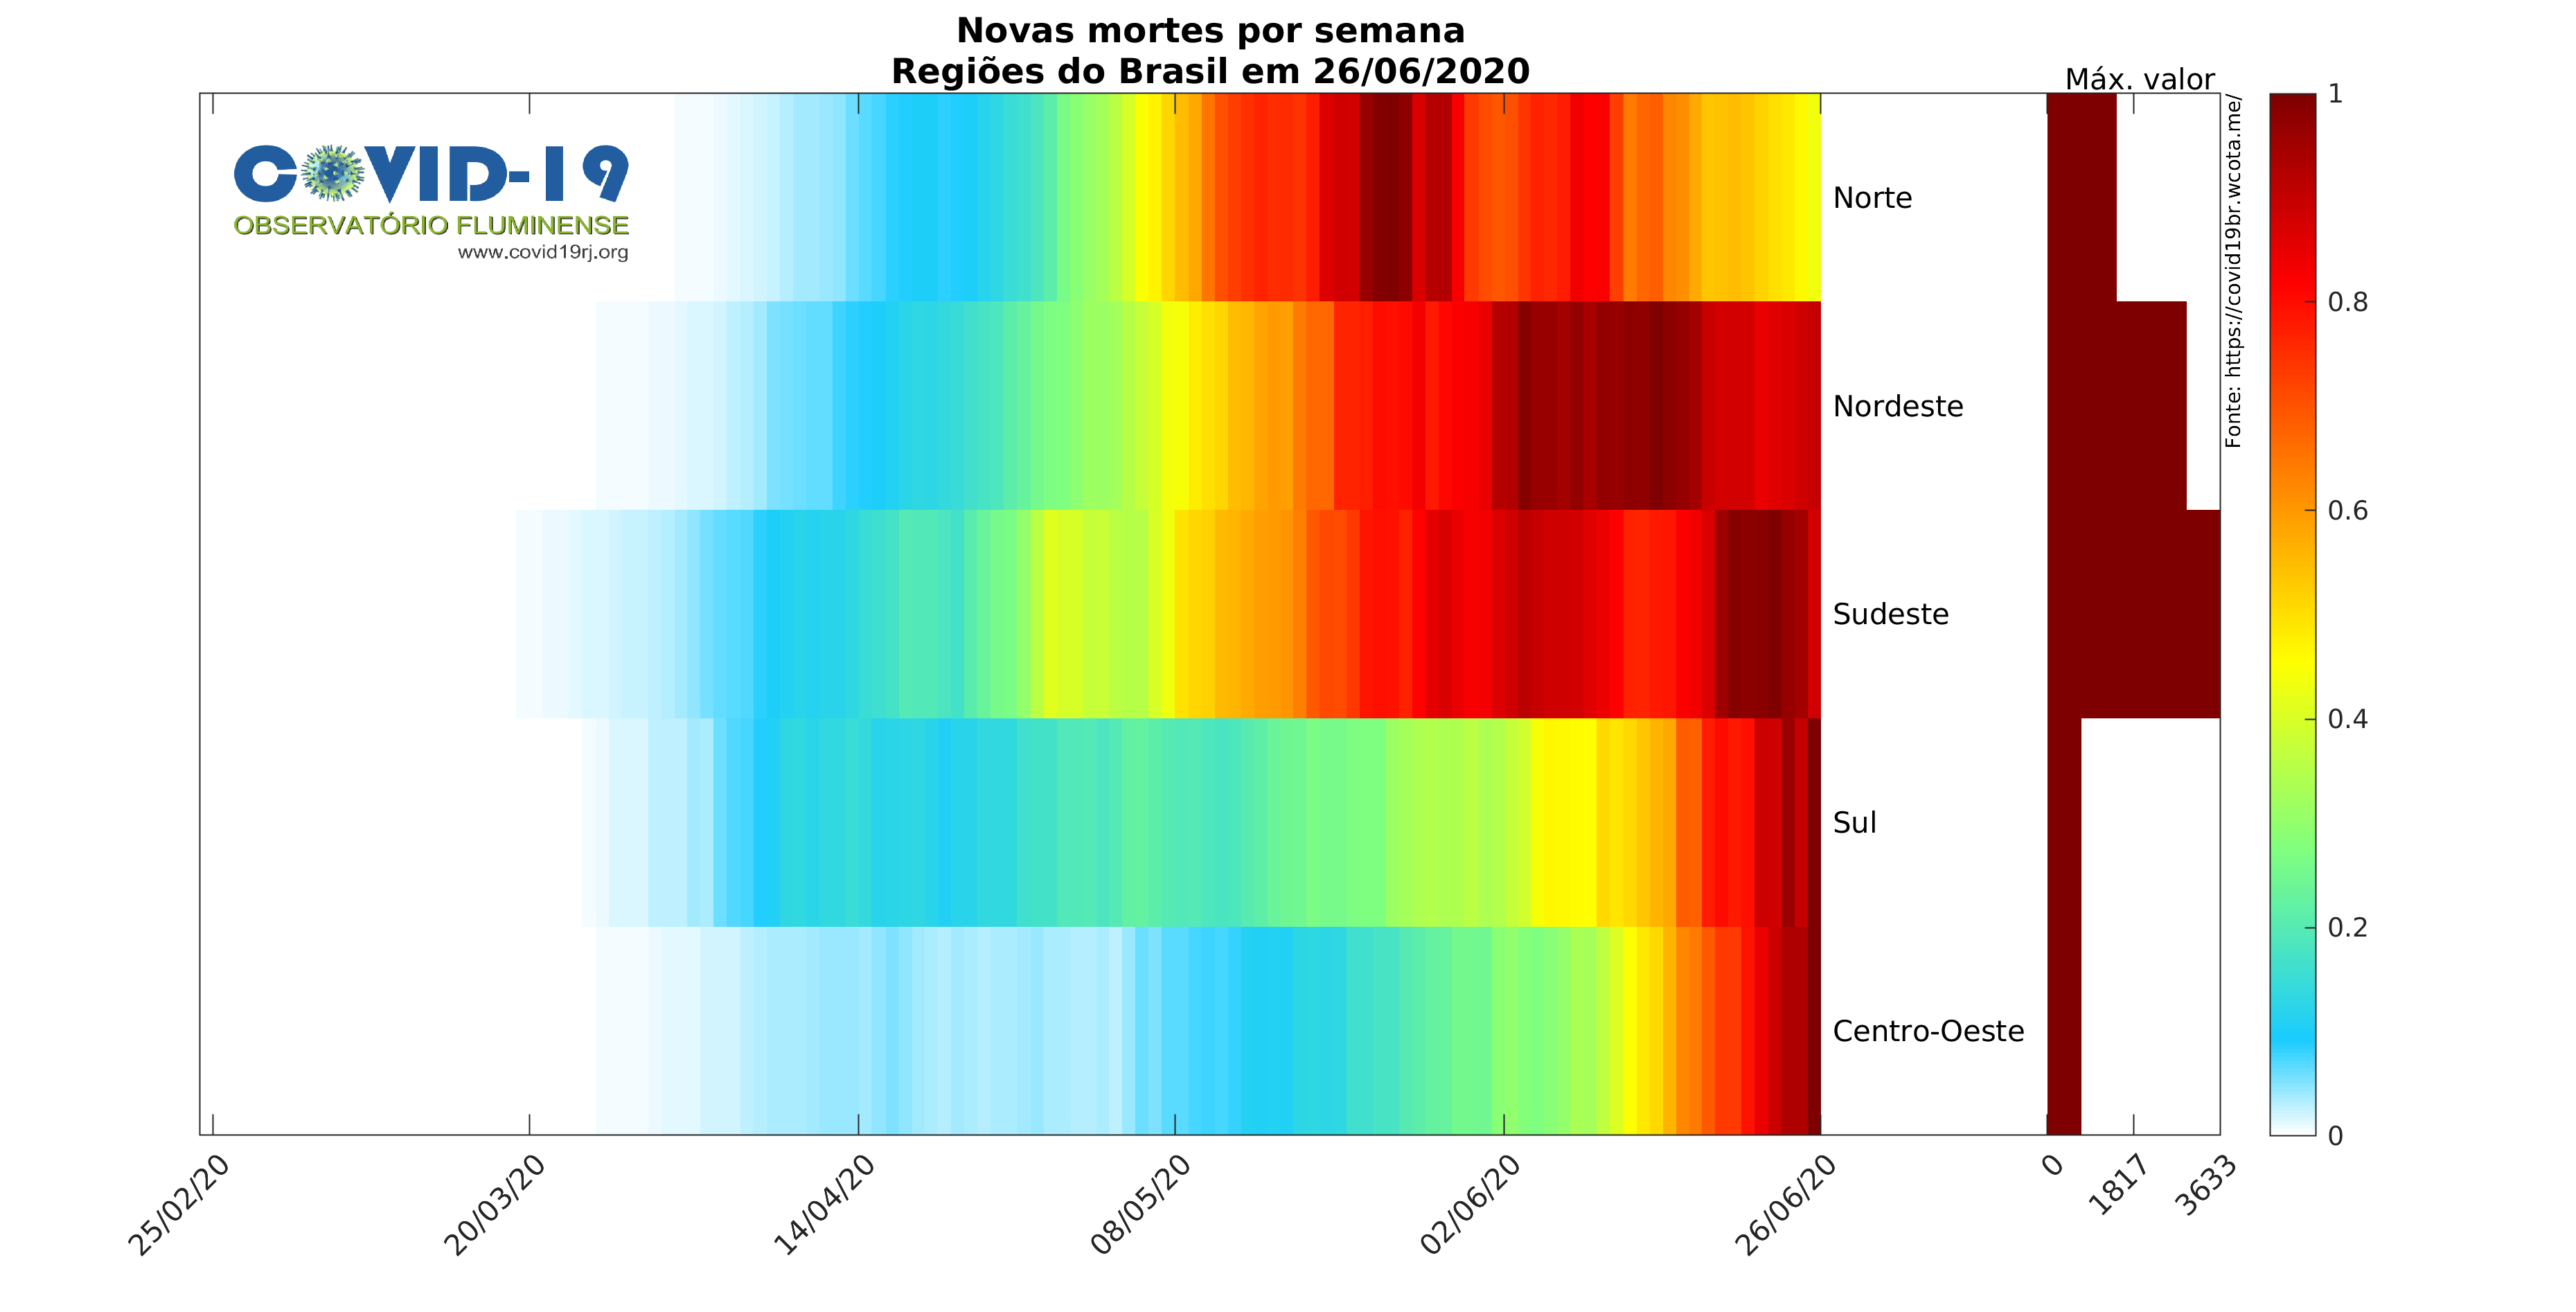 Novas mortes por semana
Regiões do Brasil em 26/06/2020
Máx. valor
COVID-19
OBSERVATÓRIO FLUMINENSE
www.covid19rj.org
Norte
Nordeste
Sudeste
Sul
Centro-Oeste
Fonte: https://covid19br.wcota.me/
1
0.8
0.6
0.4
0.2
0
25/02/20
20/03/20
14/04/20
08/05/20
02/06/20
26/06/20
0
1817
3633